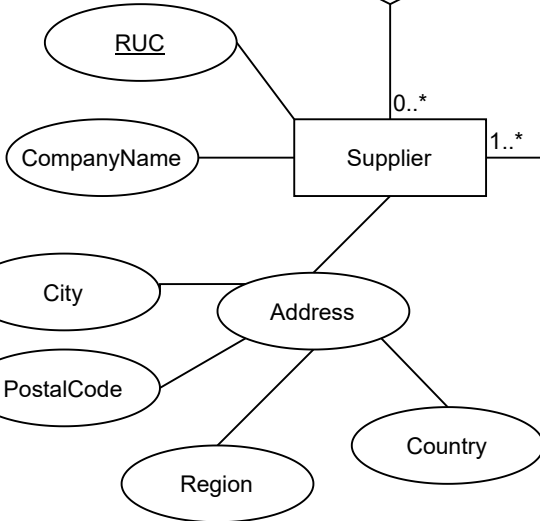 RUC
0..*
CompanyName
Supplier
1..*
City
Address
PostalCode
Country
Region